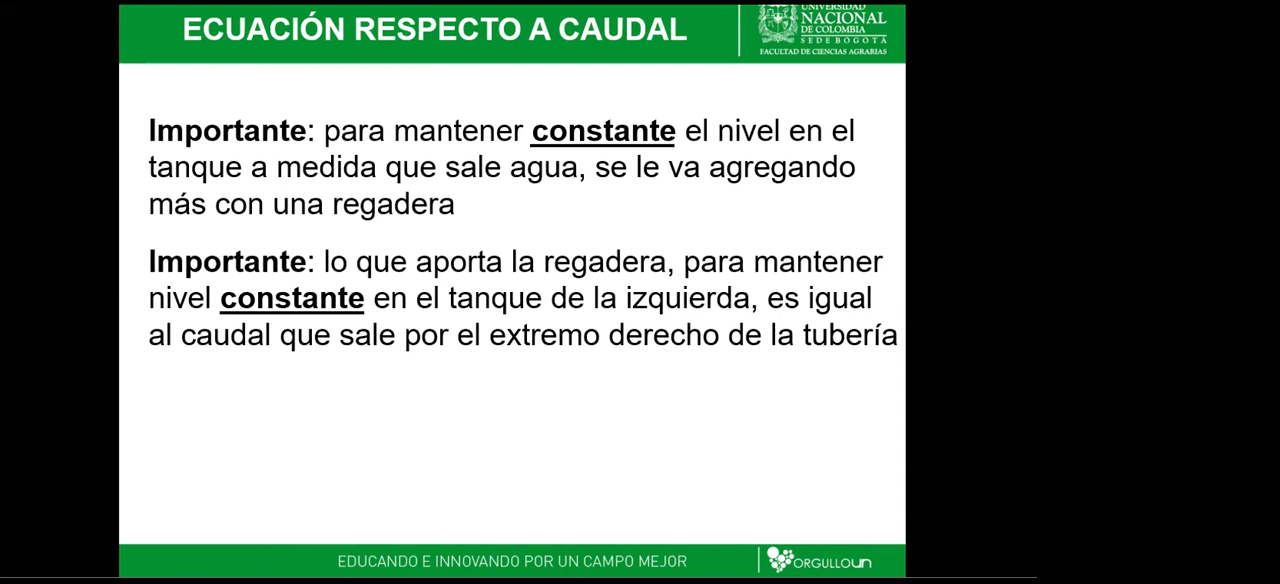 ECUACIÓN RESPECTO A CAUDAL
UNIVERSIDAD
NACIONAL
DE COLOMBIA
SEDE BOGOTÁ
FACULTAD DE CIENCIAS AGRARIAS
Importante: para mantener constante el nivel en el
tanque a medida que sale agua, se le va agregando
más con una regadera
Importante: lo que aporta la regadera, para mantener
nivel constante en el tanque de la izquierda, es igual
al caudal que sale por el extremo derecho de la tubería
EDUCANDO E INNOVANDO POR UN CAMPO MEJOR
ORGULLOUN